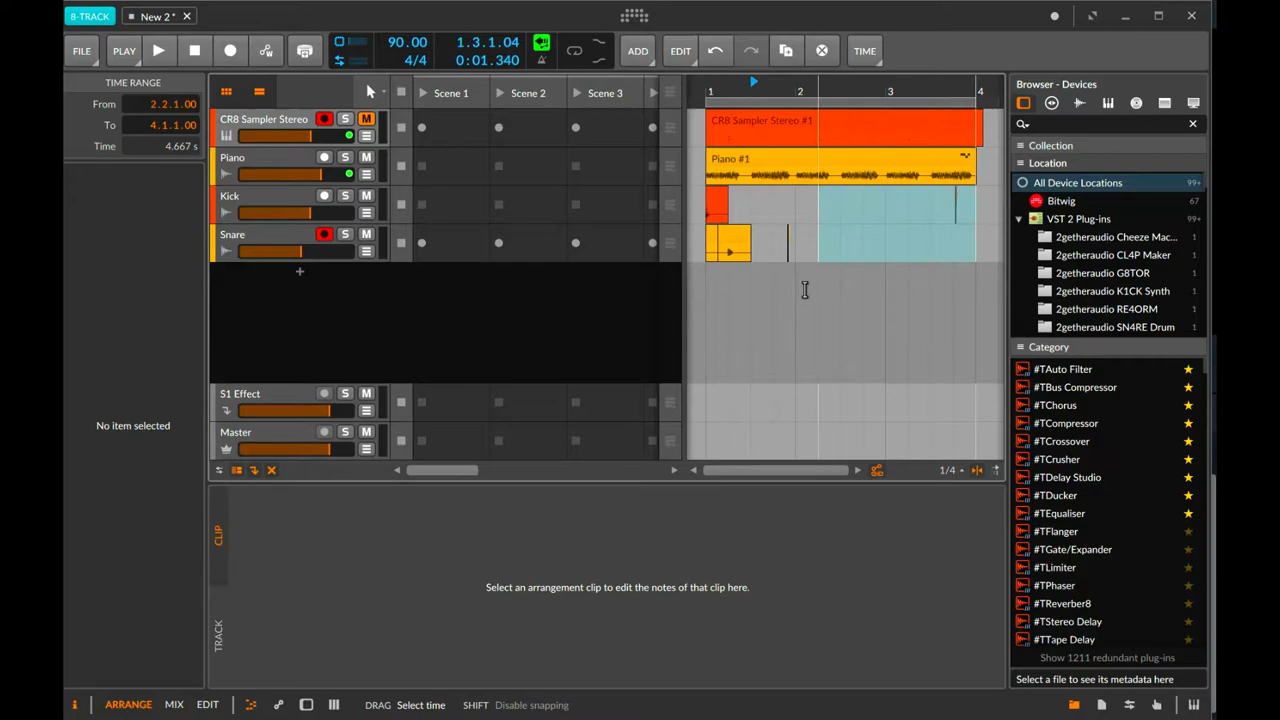 8-TRACK
New 2 *
FILE
PLAY
90.00
4/4
1.3.1.04
0:01.340
ADD
EDIT
TIME
TIME RANGE
From 2.2.1.00
To 4.1.1.00
Time 4.667 s
No item selected
Scene 1
Scene 2
Scene 3
1 2 3 4
CR8 Sampler Stereo S M
Piano S M
Kick S M
Snare S M
CR8 Sampler Stereo #1
Piano #1
+
S1 Effect S M
Master S M
1/4
CLIP
TRACK
Select an arrangement clip to edit the notes of that clip here.
Browser - Devices
Collection
Location
All Device Locations 99+
Bitwig 67
VST 2 Plug-ins 99+
2getheraudio Cheeze Mac... 1
2getheraudio CL4P Maker 1
2getheraudio G8TOR 1
2getheraudio K1CK Synth 1
2getheraudio RE4ORM 1
2getheraudio SN4RE Drum 1
Category
#TAuto Filter
#TBus Compressor
#TChorus
#TCompressor
#TCrossover
#TCrusher
#TDelay Studio
#TDucker
#TEqualiser
#TFlanger
#TGate/Expander
#TLimiter
#TPhaser
#TReverber8
#TStereo Delay
#TTape Delay
Show 1211 redundant plug-ins
Select a file to see its metadata here
i ARRANGE MIX EDIT
DRAG Select time SHIFT Disable snapping